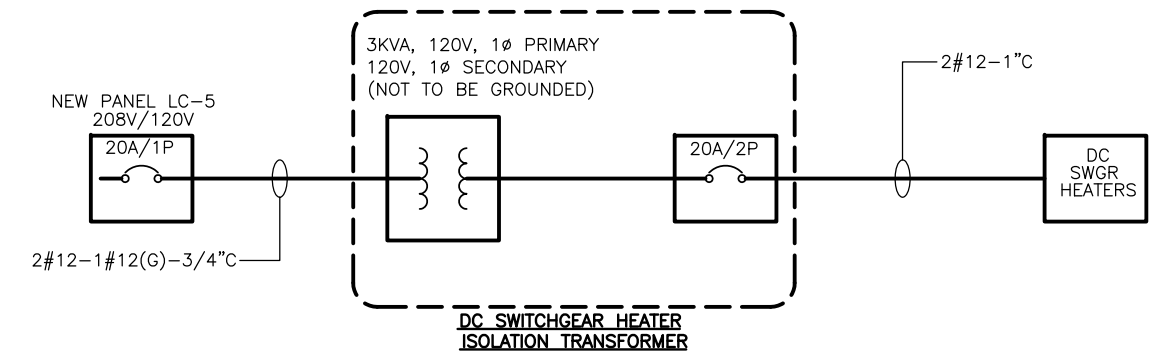 3KVA, 120V, 1ø PRIMARY
120V, 1ø SECONDARY
(NOT TO BE GROUNDED)
2#12-1"C
NEW PANEL LC-5
208V/120V
20A/1P
20A/2P
DC
SWGR
HEATERS
2#12-1#12(G)-3/4"C
DC SWITCHGEAR HEATER
ISOLATION TRANSFORMER